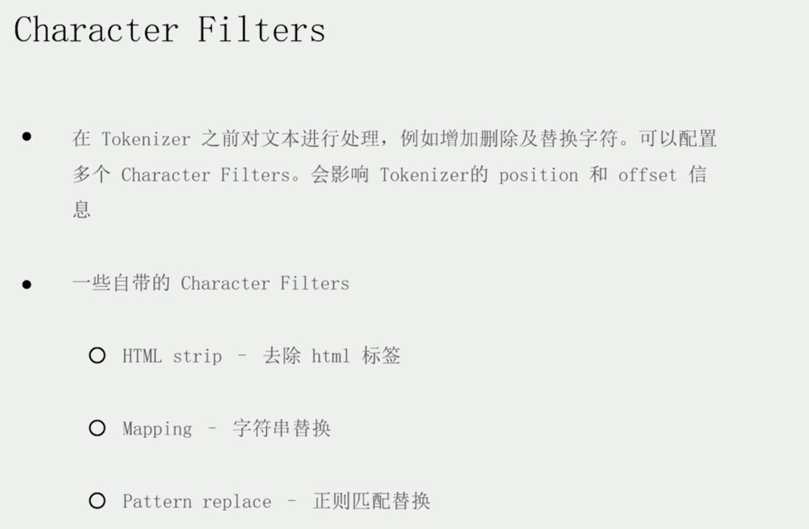 Character Filters
在 Tokenizer 之前对文本进行处理，例如增加删除及替换字符。可以配置
多个 Character Filters。会影响 Tokenizer的 position 和 offset 信
息
一些自带的 Character Filters
HTML strip - 去除 html 标签
Mapping - 字符串替换
Pattern replace - 正则匹配替换